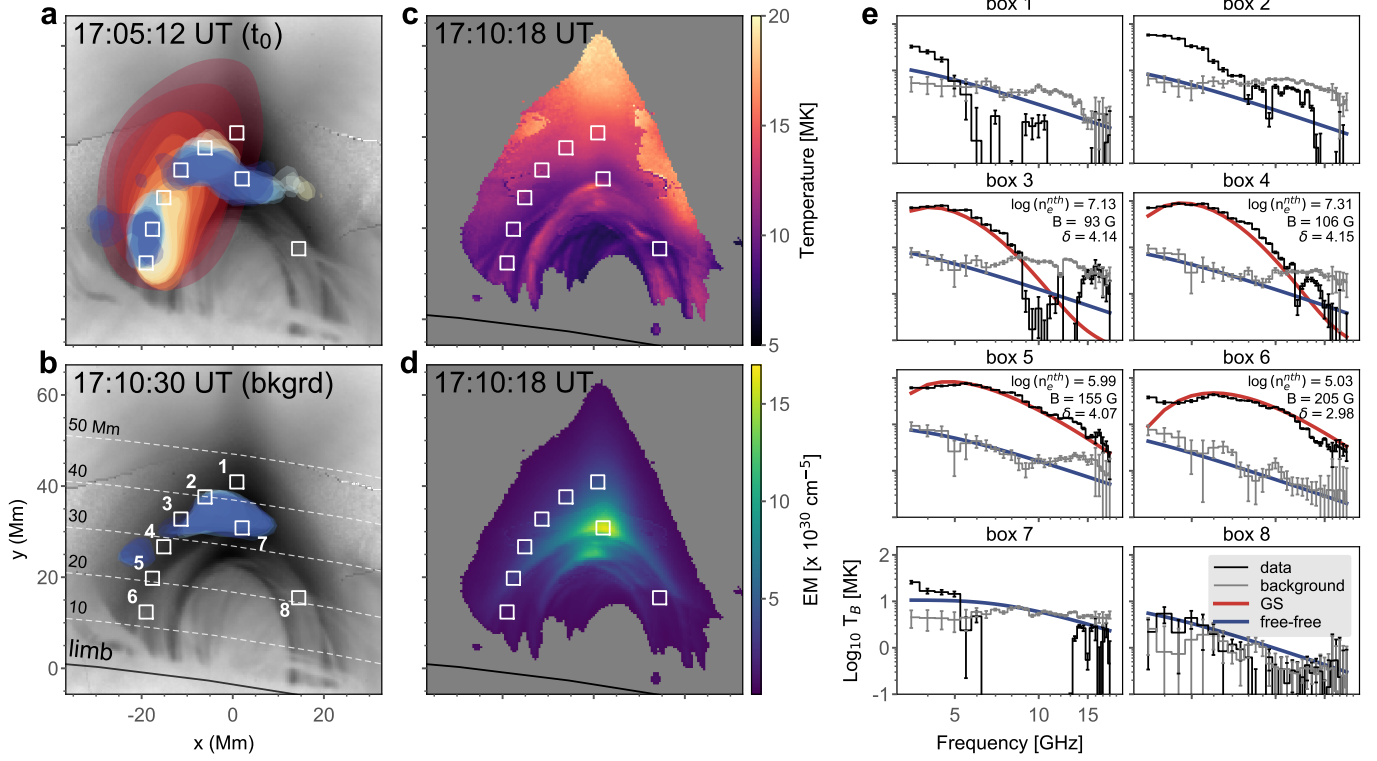 a
17:05:12 UT (t0)
c
17:10:18 UT
20
15
10
5
Temperature [MK]
b
17:10:30 UT (bkgrd)
60
40
20
0
y (Mm)
50 Mm
40
30
20
10
limb
1
2
3
4
5
6
7
8
-20
0
20
x (Mm)
d
17:10:18 UT
15
10
5
EM [x 10^30 cm^−5]
e
box 1
box 2
box 3
log (n_e^nth) = 7.13
B = 93 G
δ = 4.14
box 4
log (n_e^nth) = 7.31
B = 106 G
δ = 4.15
box 5
log (n_e^nth) = 5.99
B = 155 G
δ = 4.07
box 6
log (n_e^nth) = 5.03
B = 205 G
δ = 2.98
box 7
box 8
data
background
GS
free-free
2
1
0
-1
Log10 TB [MK]
5
10
15
Frequency [GHz]